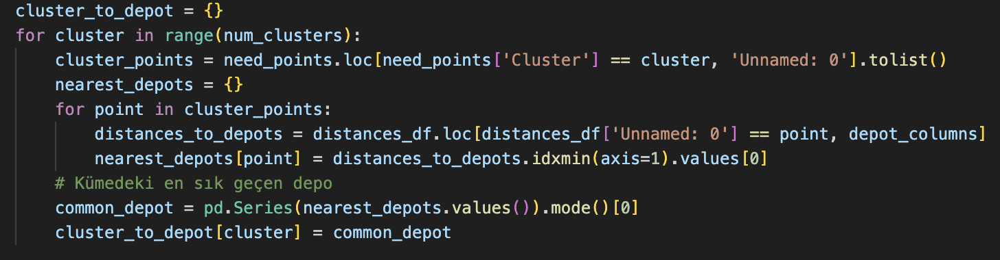 cluster_to_depot = {}
for cluster in range(num_clusters):
    cluster_points = need_points.loc[need_points['Cluster'] == cluster, 'Unnamed: 0'].tolist()
    nearest_depots = {}
    for point in cluster_points:
        distances_to_depots = distances_df.loc[distances_df['Unnamed: 0'] == point, depot_columns]
        nearest_depots[point] = distances_to_depots.idxmin(axis=1).values[0]
    # Kümedeki en sık geçen depo
    common_depot = pd.Series(nearest_depots.values()).mode()[0]
    cluster_to_depot[cluster] = common_depot